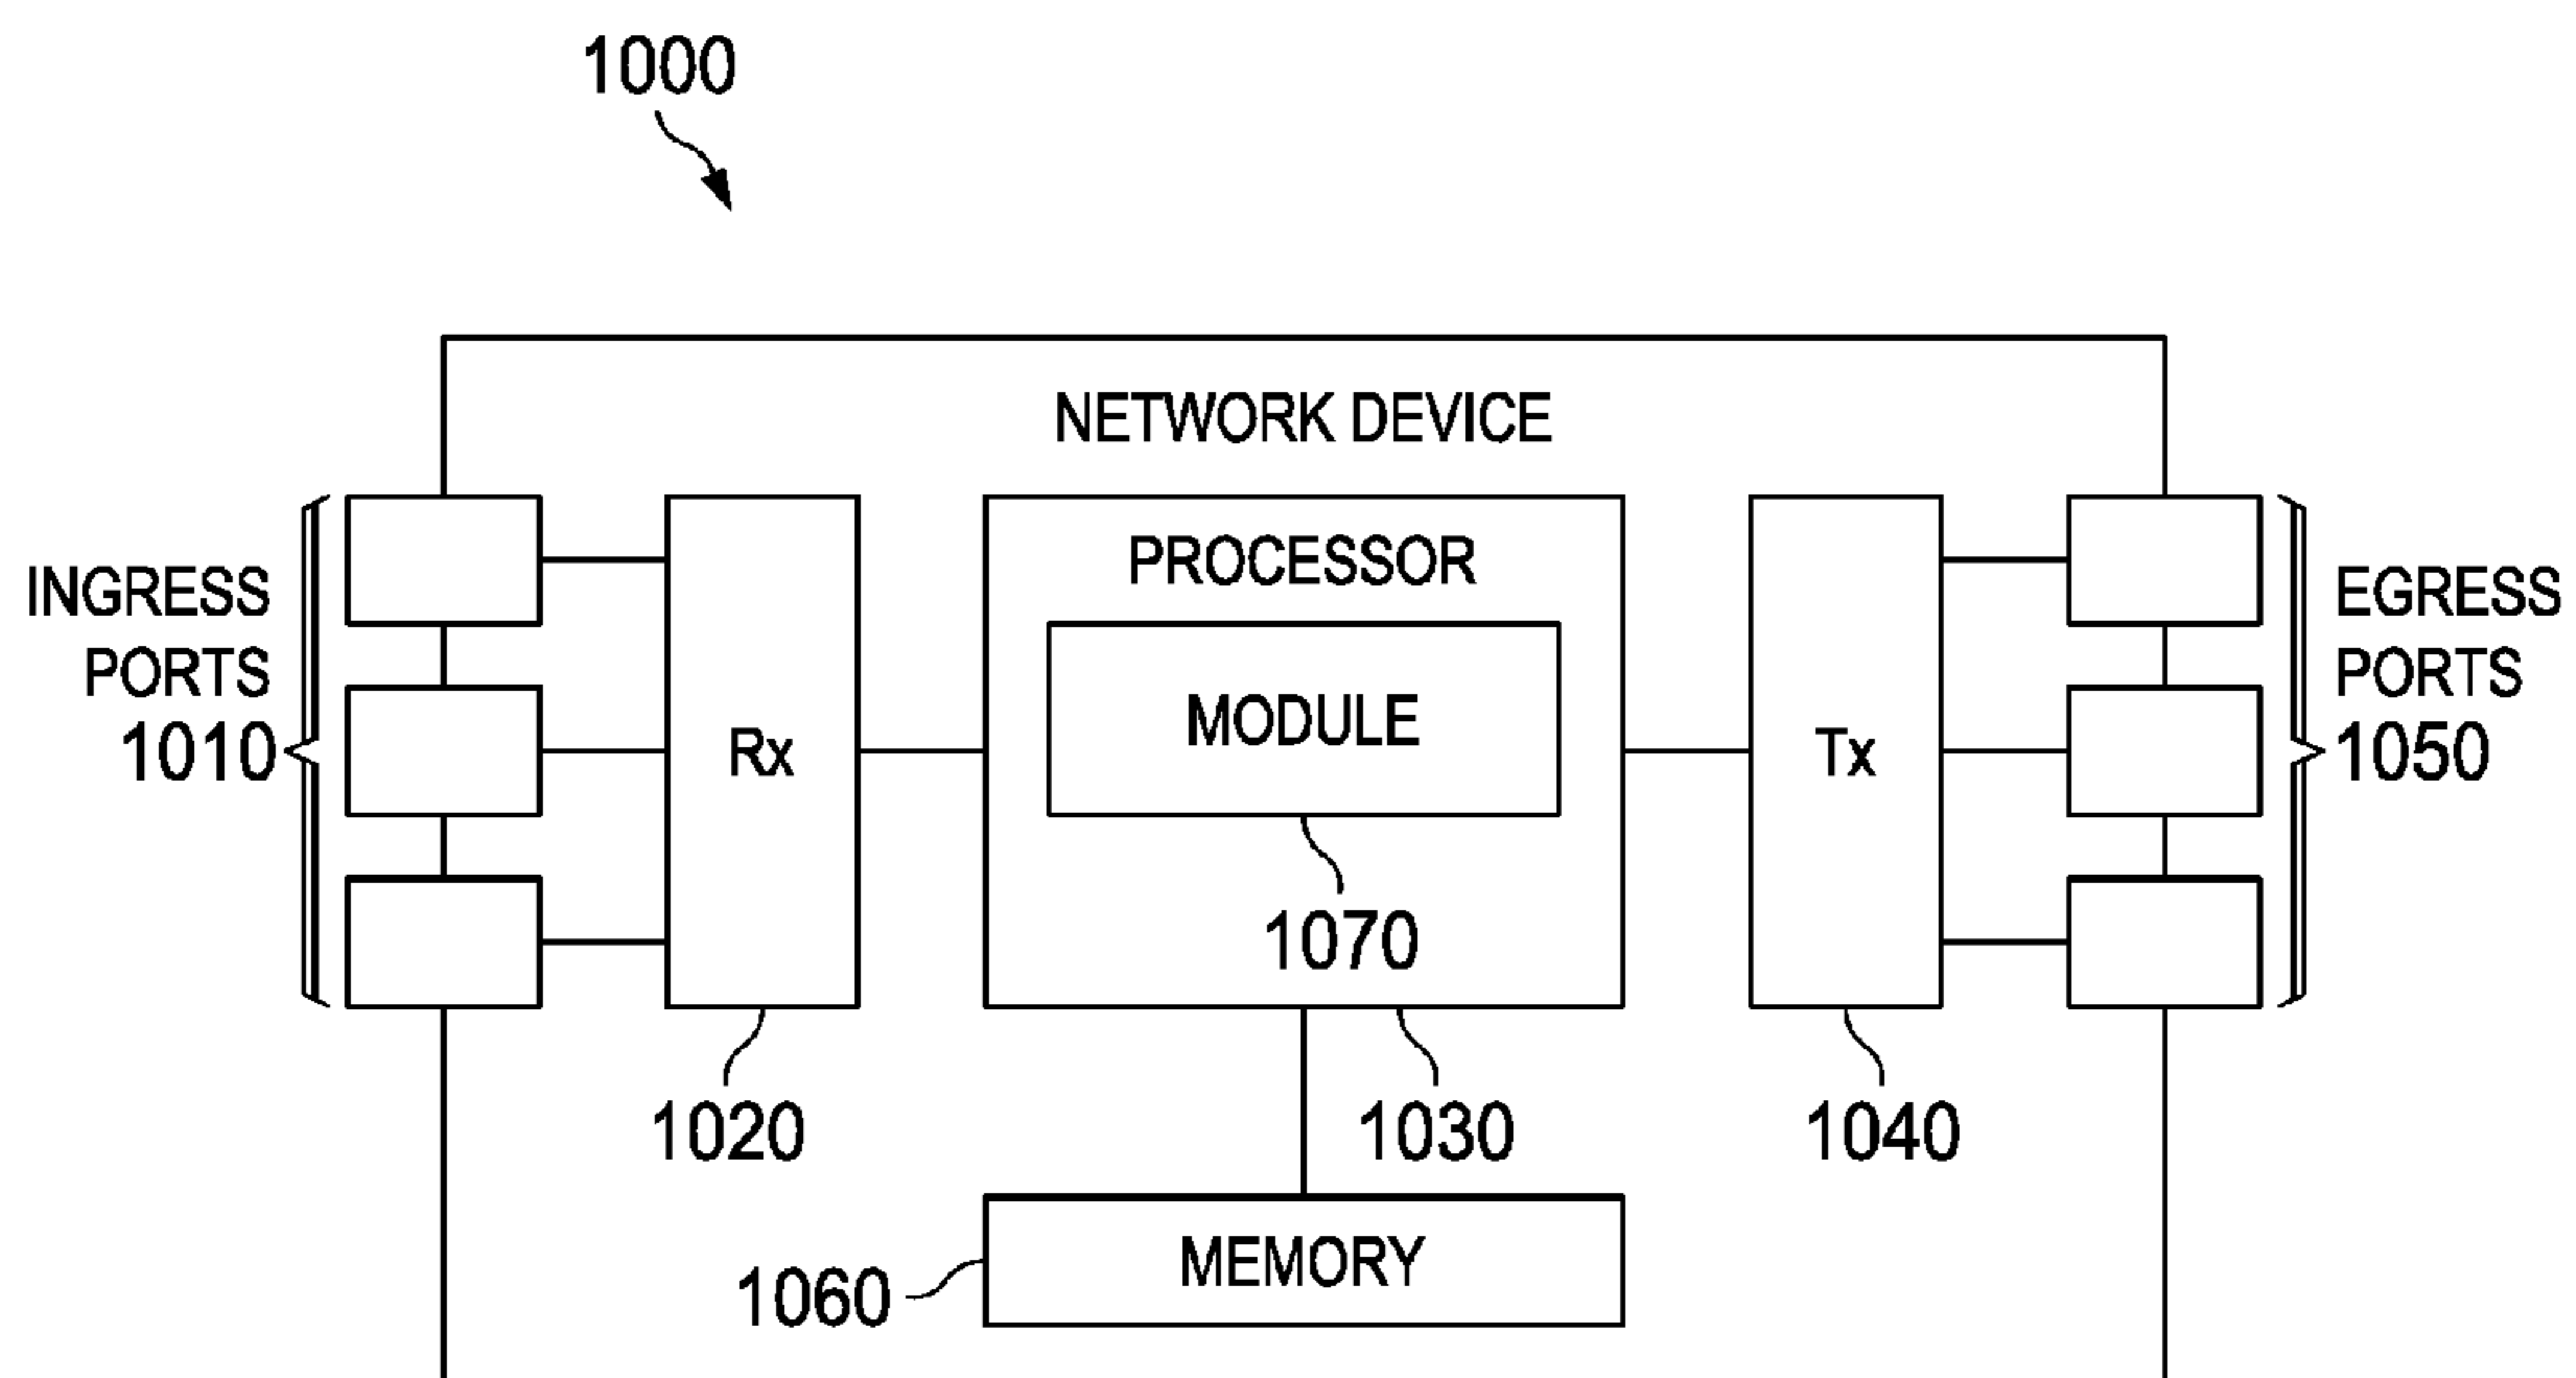 1000
NETWORK DEVICE
INGRESS
PORTS
1010
Rx
PROCESSOR
MODULE
1070
Tx
EGRESS
PORTS
1050
1020
1030
1040
MEMORY
1060